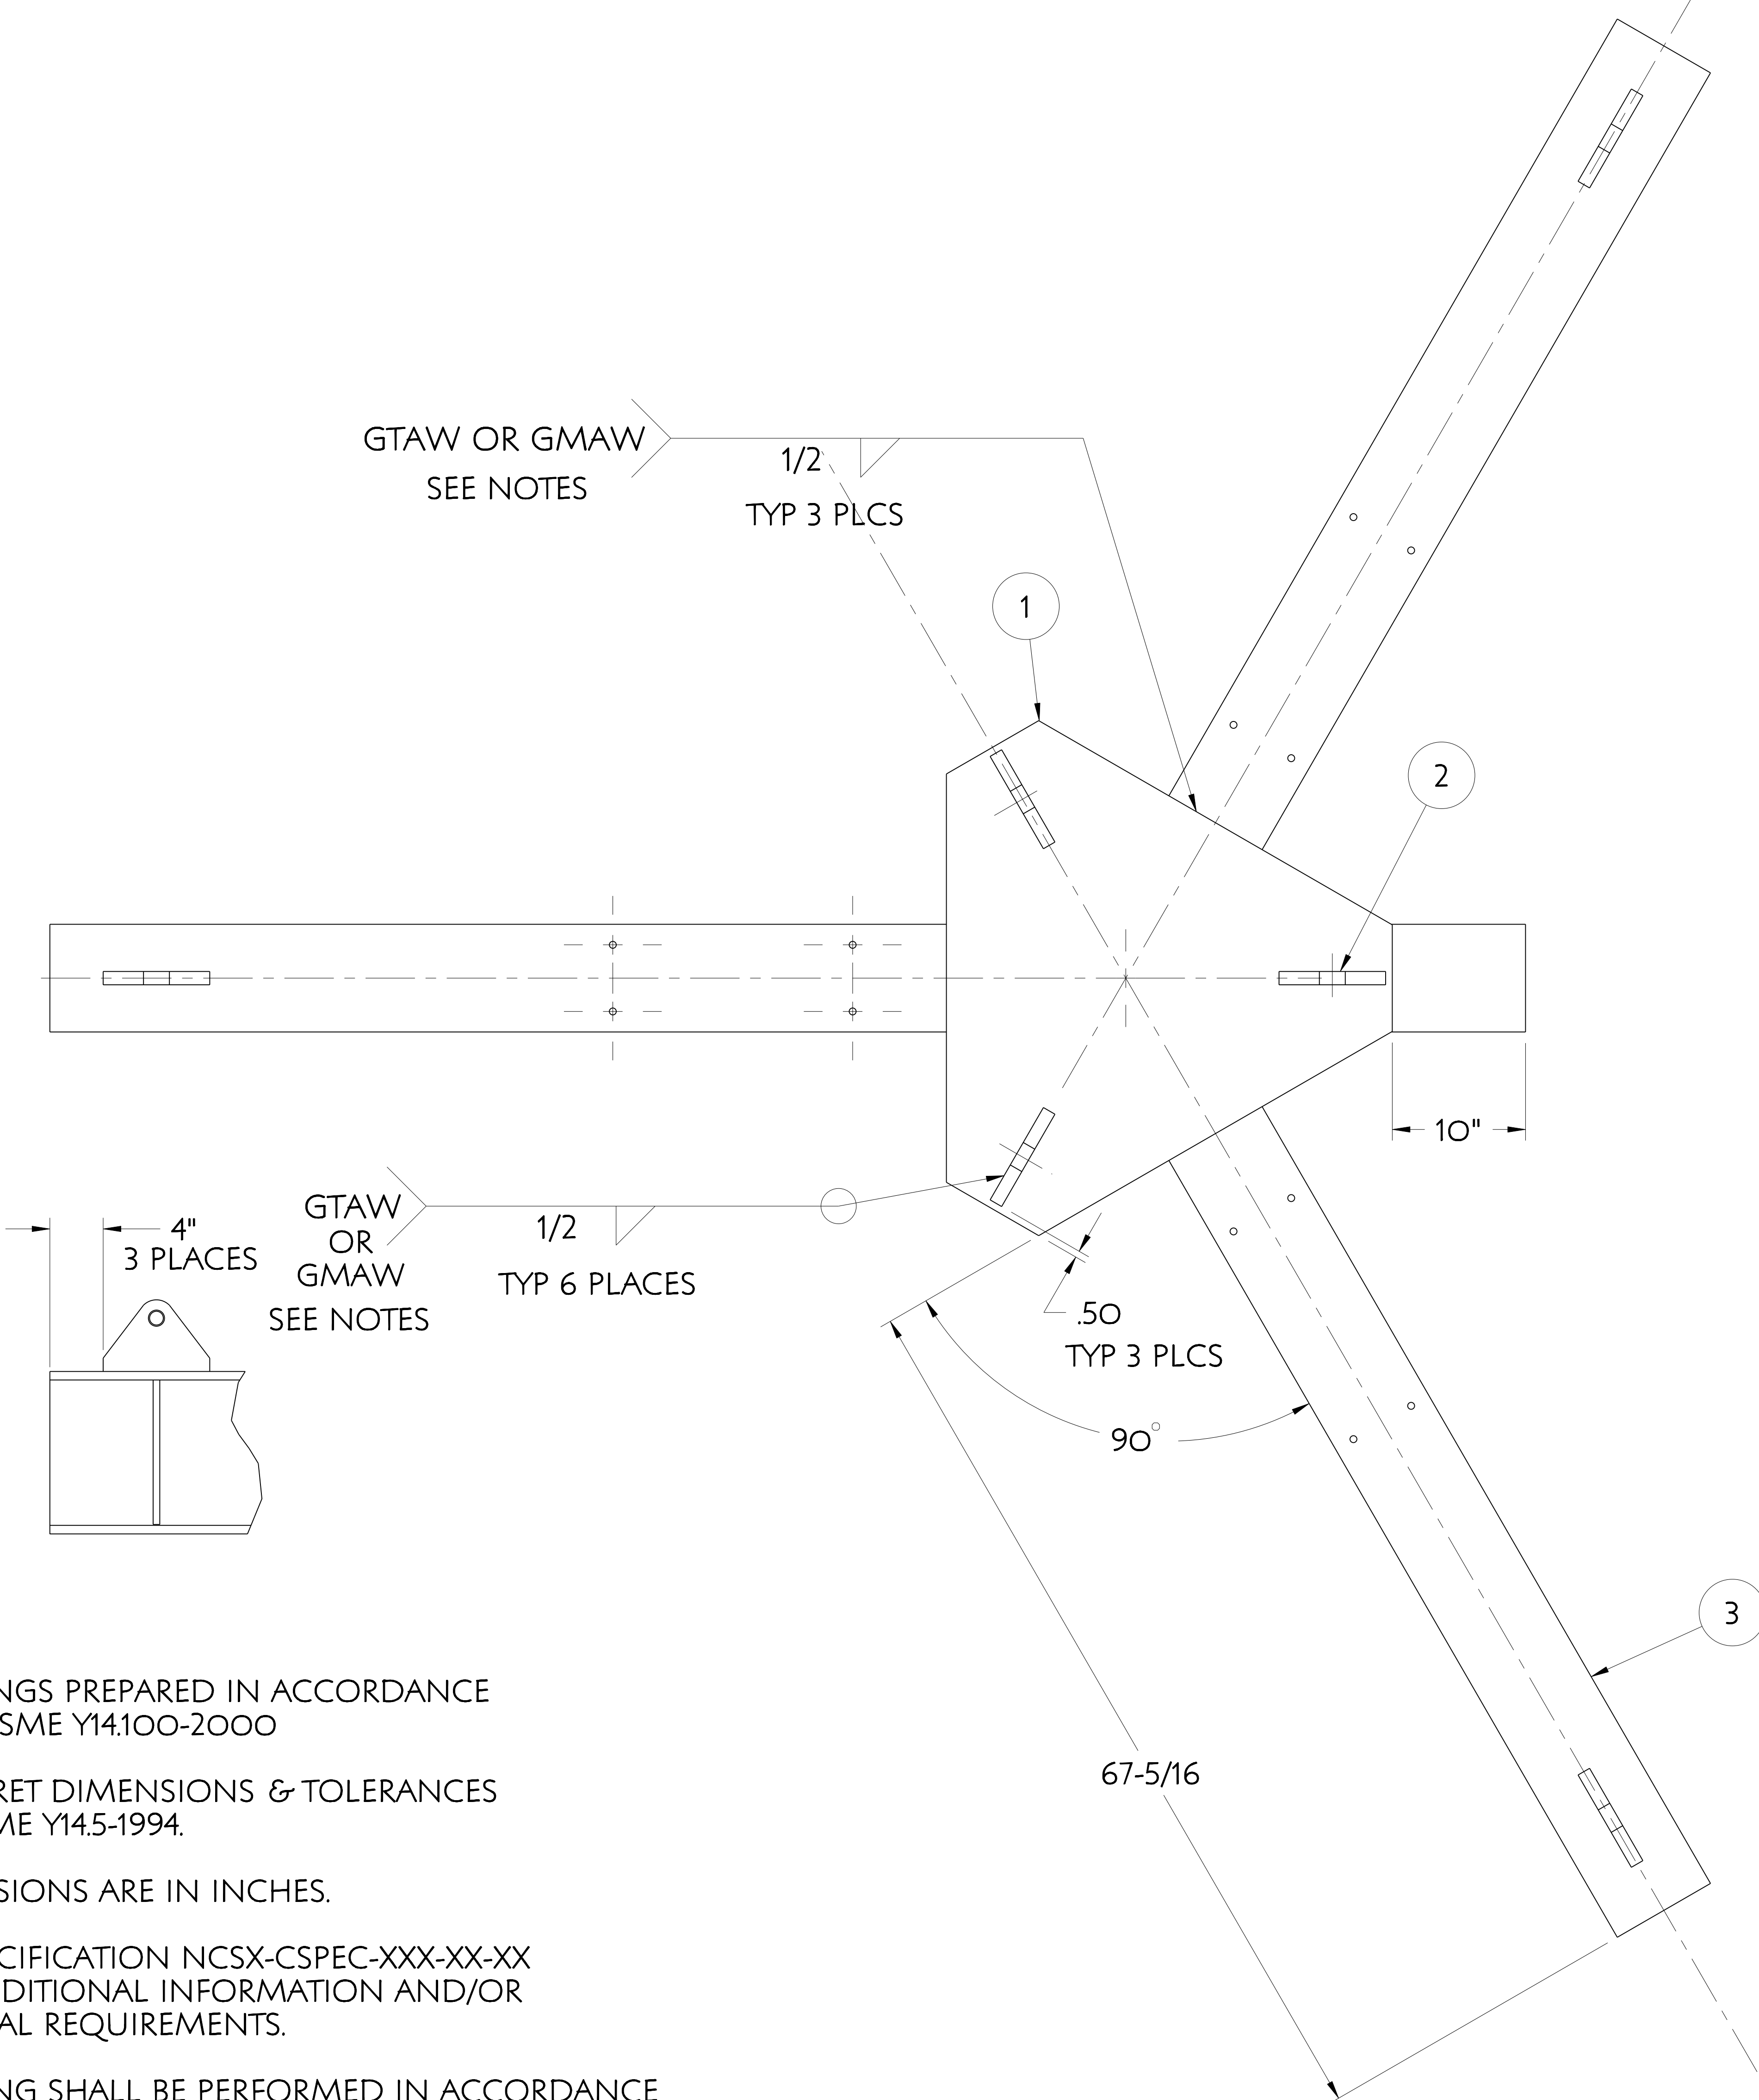 GTAW OR GMAW
SEE NOTES
1/2
TYP 3 PLCS
1
2
10"
4"
3 PLACES
GTAW
OR
GMAW
SEE NOTES
1/2
TYP 6 PLACES
.50
TYP 3 PLCS
90°
3
67-5/16
NGS PREPARED IN ACCORDANCE
SME Y14.100-2000
RET DIMENSIONS & TOLERANCES
ME Y14.5-1994.
SIONS ARE IN INCHES.
CIFICATION NCSX-CSPEC-XXX-XX-XX
DITIONAL INFORMATION AND/OR
AL REQUIREMENTS.
NG SHALL BE PERFORMED IN ACCORDANCE